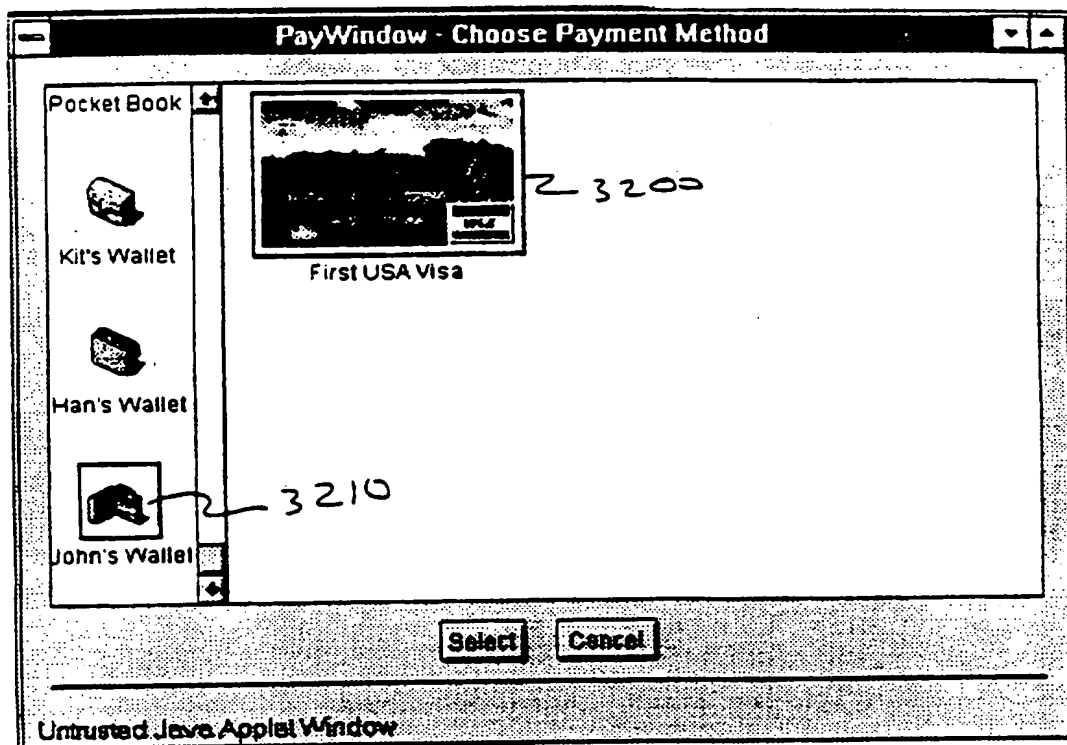 PayWindow - Choose Payment Method
Pocket Book
3200
Kit's Wallet
First USA Visa
Han's Wallet
3210
John's Wallet
Select Cancel
Untrusted Java Applet Window